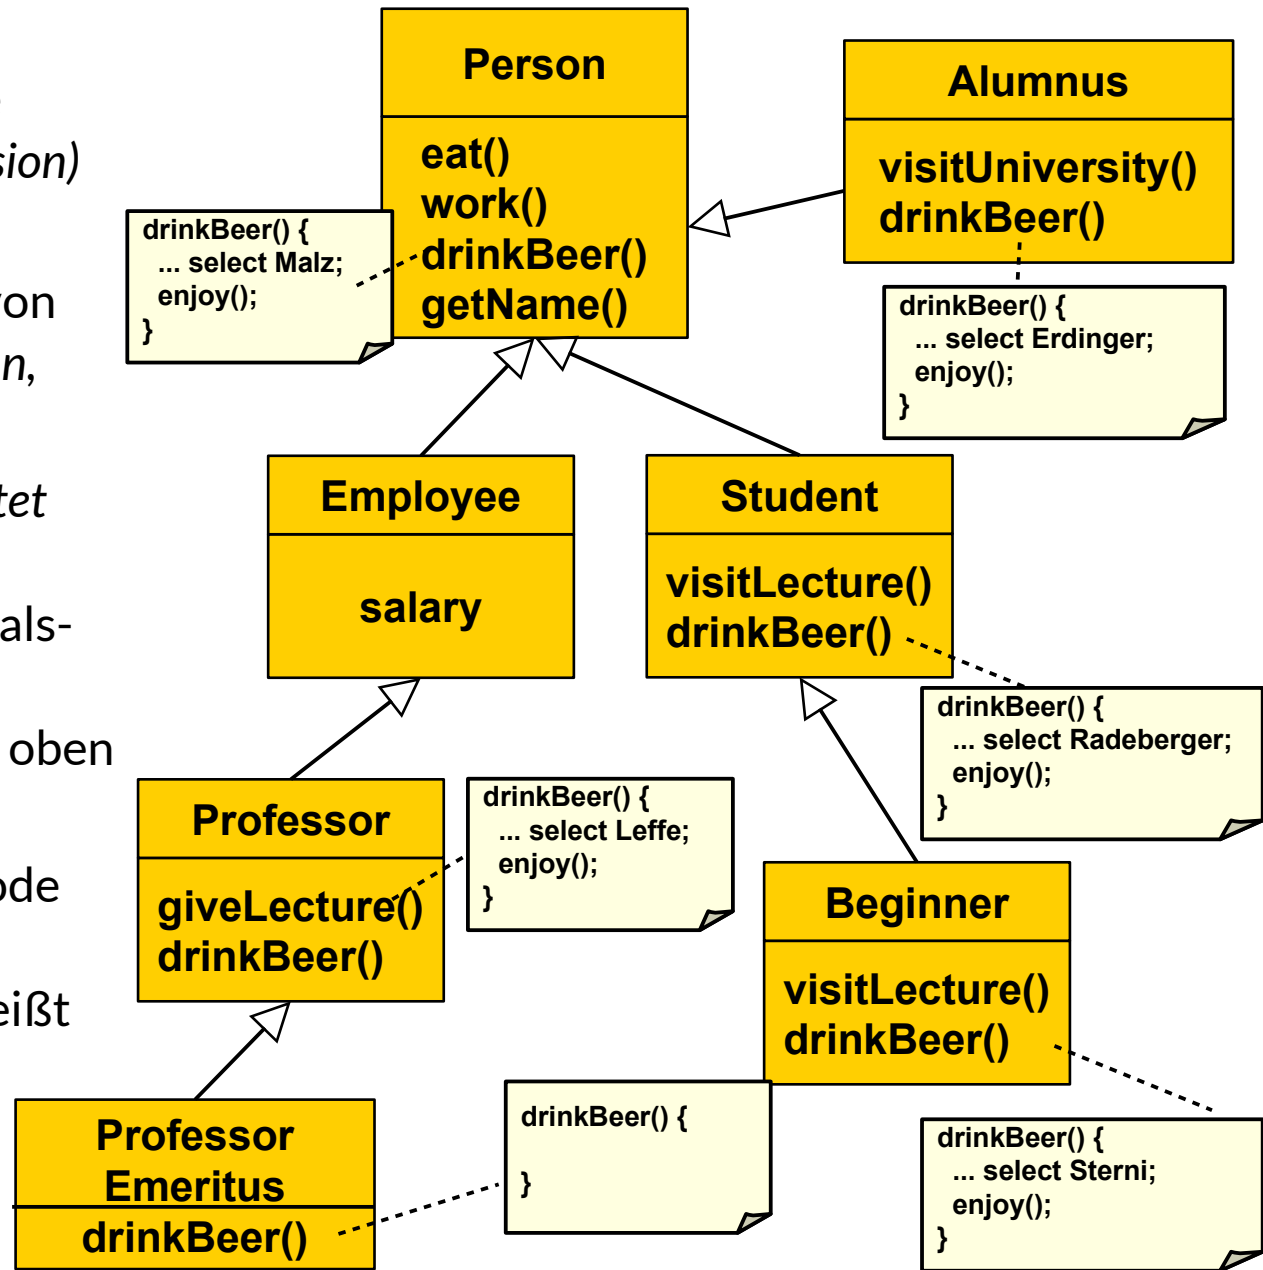 sion)
von
n,
tet
als-
oben
ode
eißt
Person
eat()
work()
drinkBeer()
getName()
drinkBeer() {
... select Malz;
enjoy();
}
Alumnus
visitUniversity()
drinkBeer()
drinkBeer() {
... select Erdinger;
enjoy();
}
Employee
salary
Student
visitLecture()
drinkBeer()
drinkBeer() {
... select Radeberger;
enjoy();
}
Professor
giveLecture()
drinkBeer()
drinkBeer() {
... select Leffe;
enjoy();
}
Beginner
visitLecture()
drinkBeer()
drinkBeer() {
... select Sterni;
enjoy();
}
Professor
Emeritus
drinkBeer()
drinkBeer() {
}